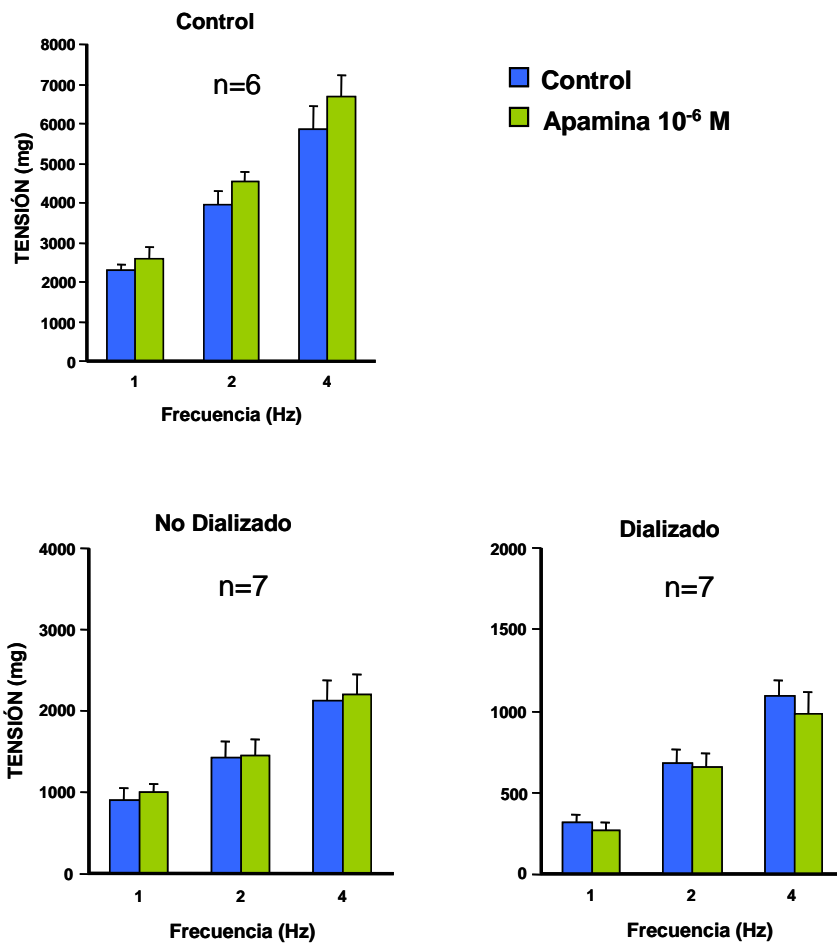 Control
n=6
8000
7000
6000
5000
4000
3000
2000
1000
0
TENSIÓN (mg)
1 2 4
Frecuencia (Hz)
Control
Apamina 10⁻⁶ M
No Dializado
n=7
4000
3000
2000
1000
0
TENSIÓN (mg)
1 2 4
Frecuencia (Hz)
Dializado
n=7
2000
1500
1000
500
0
1 2 4
Frecuencia (Hz)